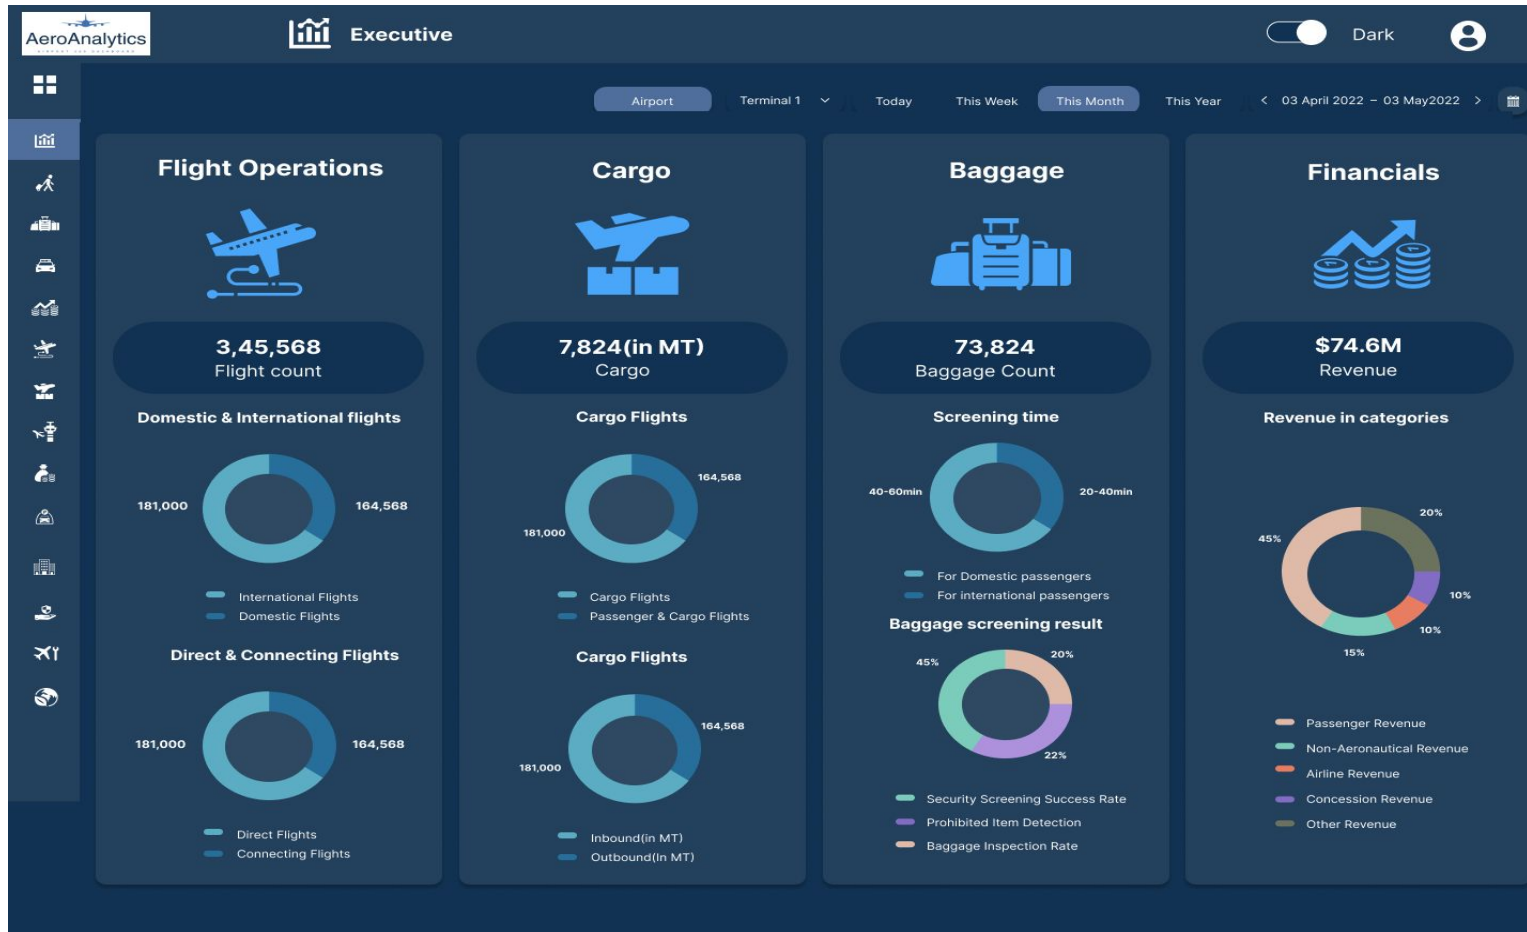 AeroAnalytics
Executive
Dark
Airport
Terminal 1
Today
This Week
This Month
This Year
< 03 April 2022 – 03 May2022 >
Flight Operations
3,45,568
Flight count
Domestic & International flights
181,000
164,568
International Flights
Domestic Flights
Direct & Connecting Flights
181,000
164,568
Direct Flights
Connecting Flights
Cargo
7,824(in MT)
Cargo
Cargo Flights
164,568
181,000
Cargo Flights
Passenger & Cargo Flights
Cargo Flights
164,568
181,000
Inbound(in MT)
Outbound(In MT)
Baggage
73,824
Baggage Count
Screening time
40-60min
20-40min
For Domestic passengers
For international passengers
Baggage screening result
45%
20%
22%
Security Screening Success Rate
Prohibited Item Detection
Baggage Inspection Rate
Financials
$74.6M
Revenue
Revenue in categories
20%
45%
10%
10%
15%
Passenger Revenue
Non-Aeronautical Revenue
Airline Revenue
Concession Revenue
Other Revenue